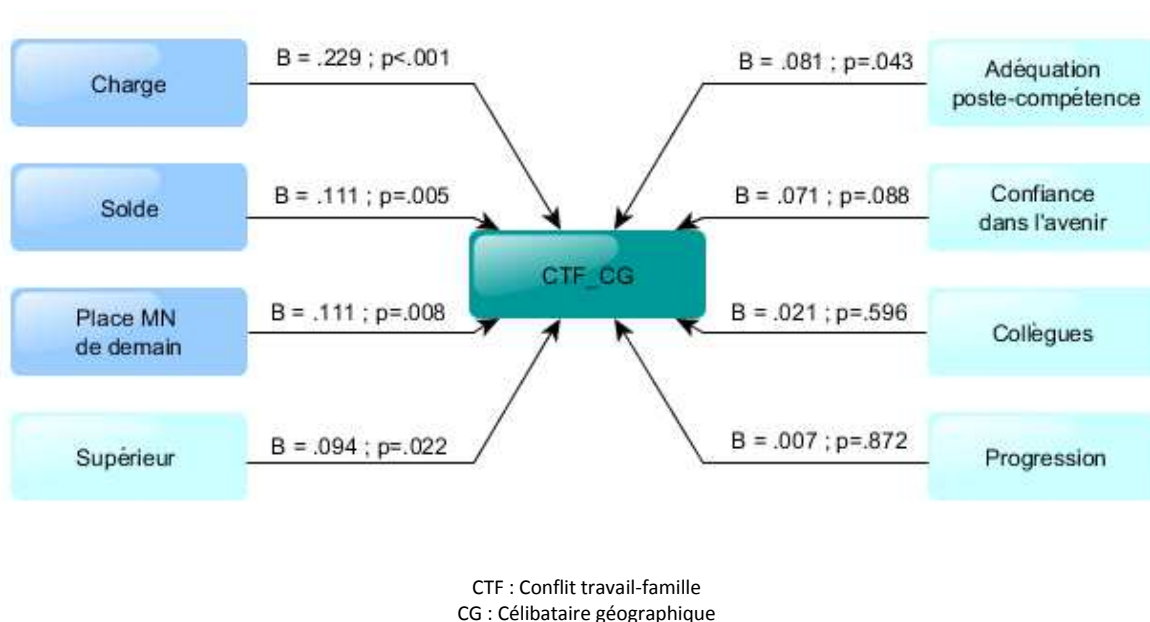 Charge
B = .229 ; p<.001
B = .081 ; p=.043
Adéquation
poste-compétence
Solde
B = .111 ; p=.005
B = .071 ; p=.088
Confiance
dans l'avenir
CTF_CG
Place MN
de demain
B = .111 ; p=.008
B = .021 ; p=.596
Collègues
Supérieur
B = .094 ; p=.022
B = .007 ; p=.872
Progression
CTF : Conflit travail-famille
CG : Célibataire géographique